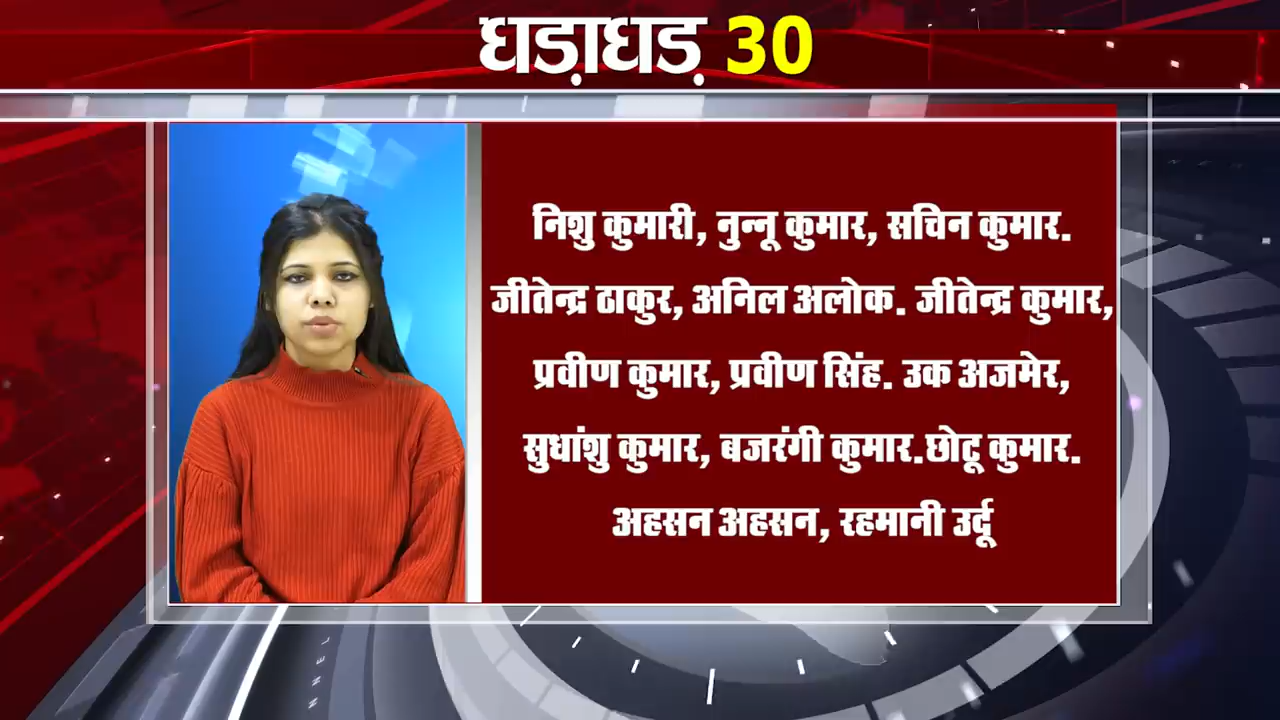 धड़ाधड़ 30
निशु कुमारी, नुन्नू कुमार, सचिन कुमार.
जीतेन्द्र ठाकुर, अनिल अलोक. जीतेन्द्र कुमार,
प्रवीण कुमार, प्रवीण सिंह. उक अजमेर,
सुधांशु कुमार, बजरंगी कुमार.छोटू कुमार.
अहसन अहसन, रहमानी उर्दू